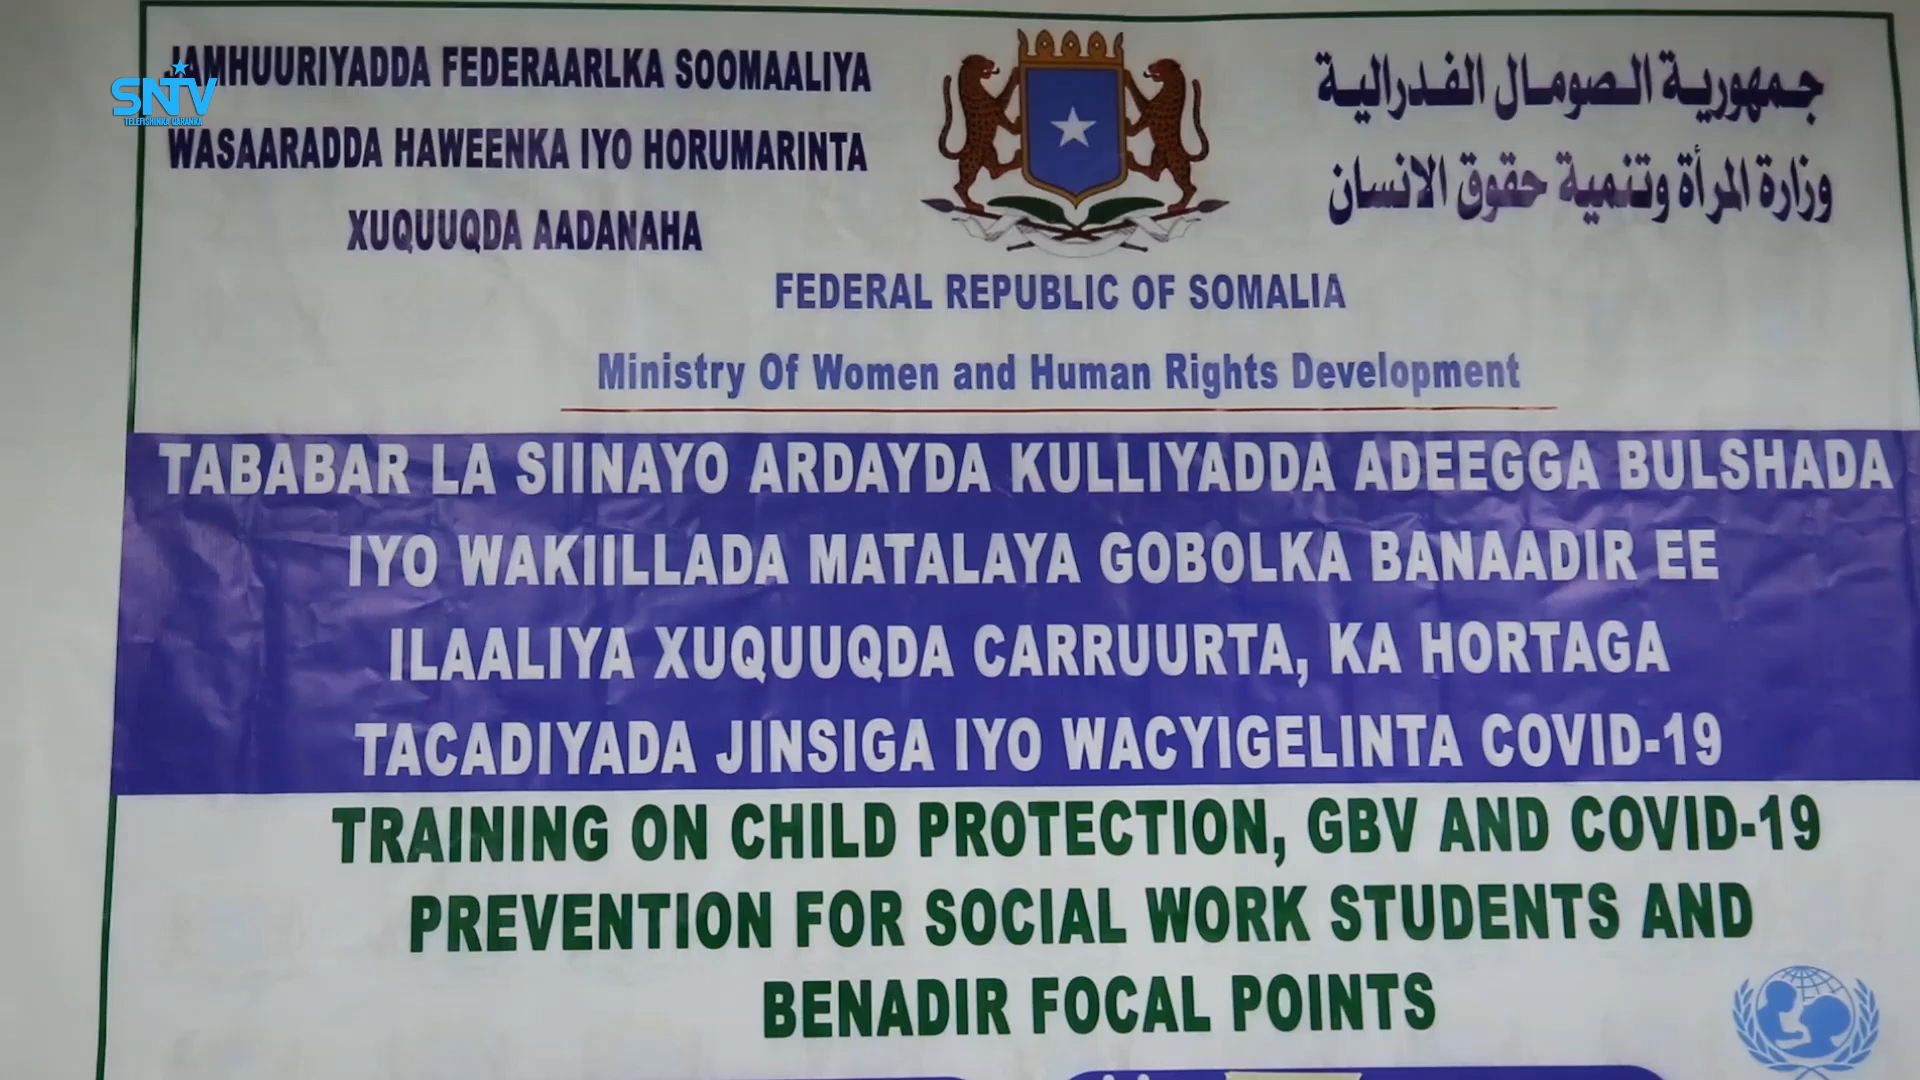 JAMHUURIYADDA FEDERAARLKA SOOMAALIYA
WASAARADDA HAWEENKA IYO HORUMARINTA
XUQUUQDA AADANAHA
SNTV
TELEFISHINKA QARANKA
جمهورية الصومال الفدرالية
وزارة المرأة وتنمية حقوق الانسان
FEDERAL REPUBLIC OF SOMALIA
Ministry Of Women and Human Rights Development
TABABAR LA SIINAYO ARDAYDA KULLIYADDA ADEEGGA BULSHADA
IYO WAKIILLADA MATALAYA GOBOLKA BANAADIR EE
ILAALIYA XUQUUQDA CARRUURTA, KA HORTAGA
TACADIYADA JINSIGA IYO WACYIGELINTA COVID-19
TRAINING ON CHILD PROTECTION, GBV AND COVID-19
PREVENTION FOR SOCIAL WORK STUDENTS AND
BENADIR FOCAL POINTS